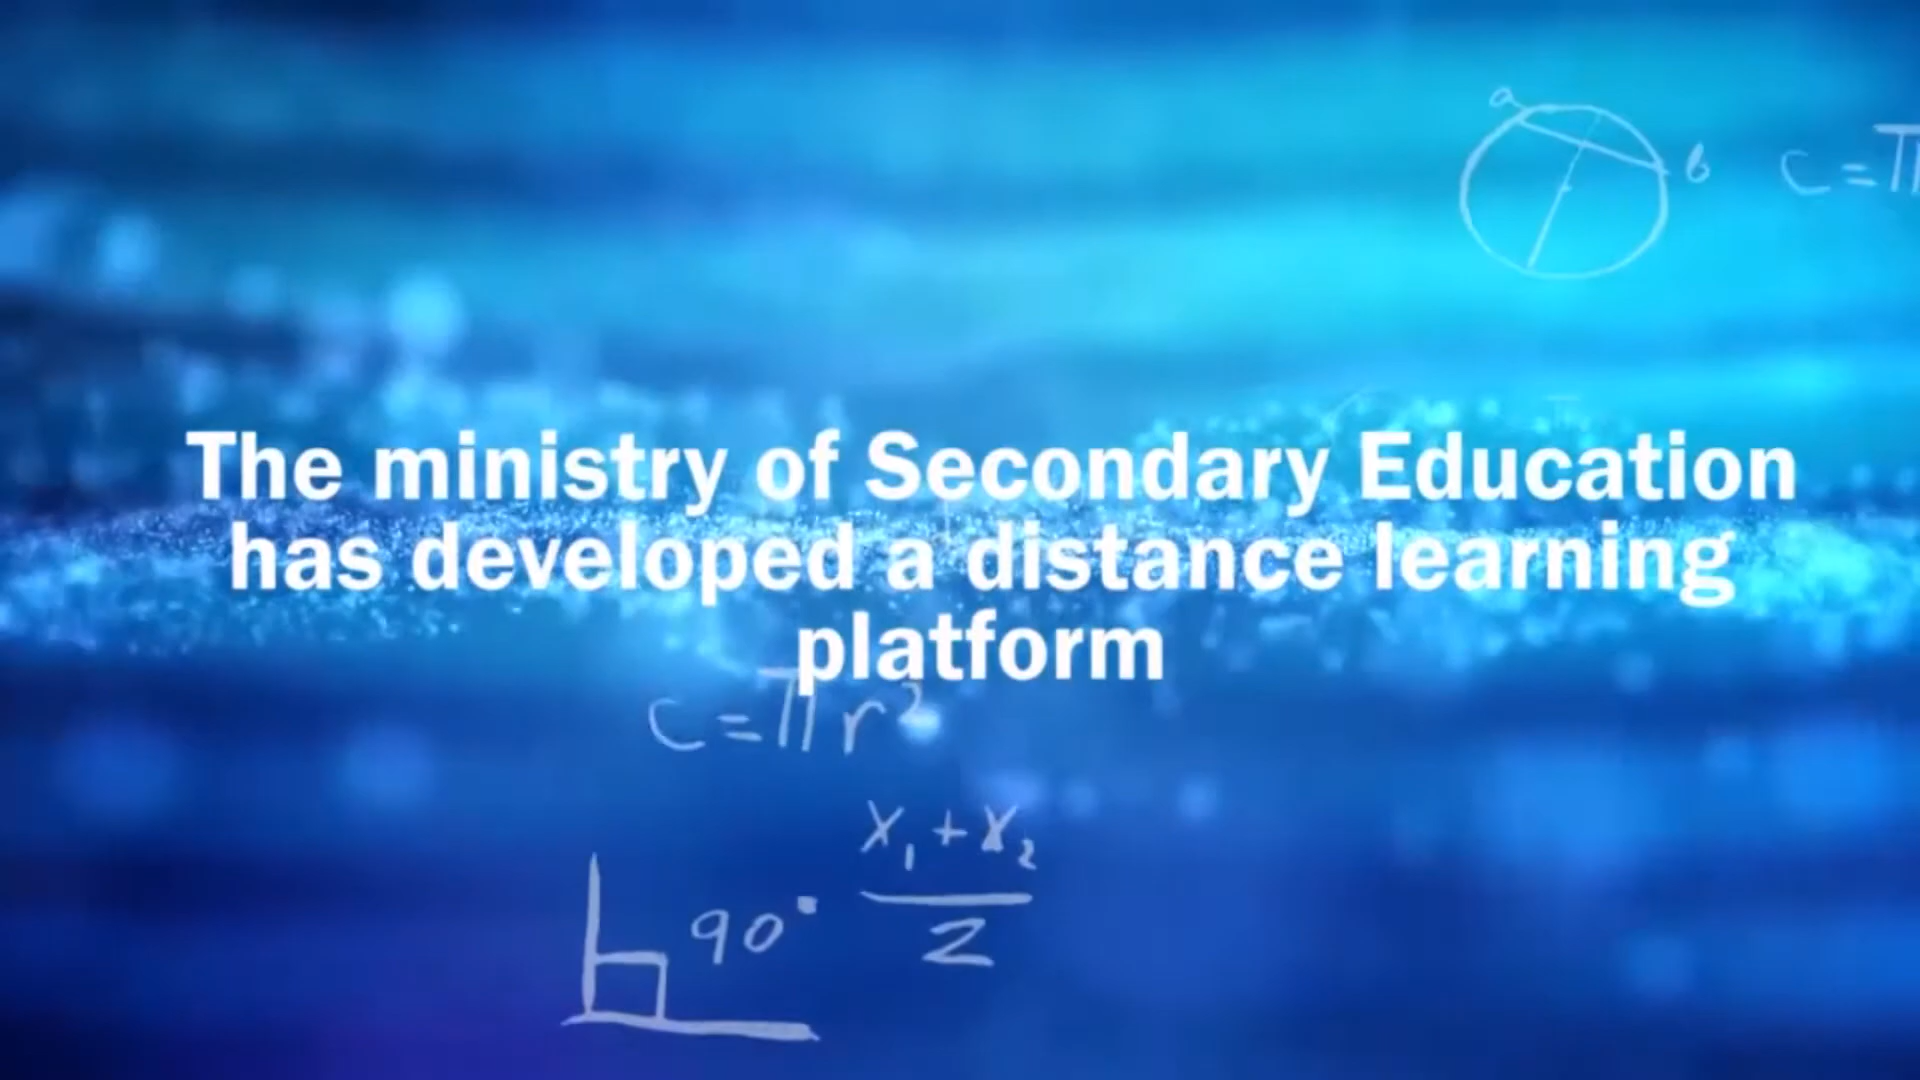 a
b
c=π
The ministry of Secondary Education
has developed a distance learning
platform
c=πr²
x₁+x₂
90°
2